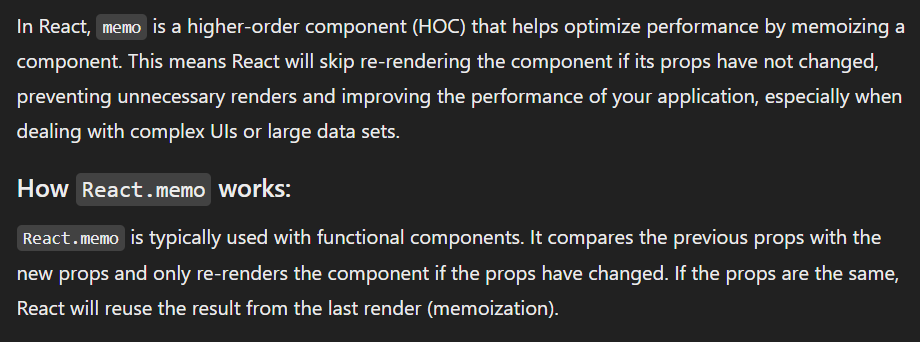 In React, memo is a higher-order component (HOC) that helps optimize performance by memoizing a
component. This means React will skip re-rendering the component if its props have not changed,
preventing unnecessary renders and improving the performance of your application, especially when
dealing with complex UIs or large data sets.
How React.memo works:
React.memo is typically used with functional components. It compares the previous props with the
new props and only re-renders the component if the props have changed. If the props are the same,
React will reuse the result from the last render (memoization).